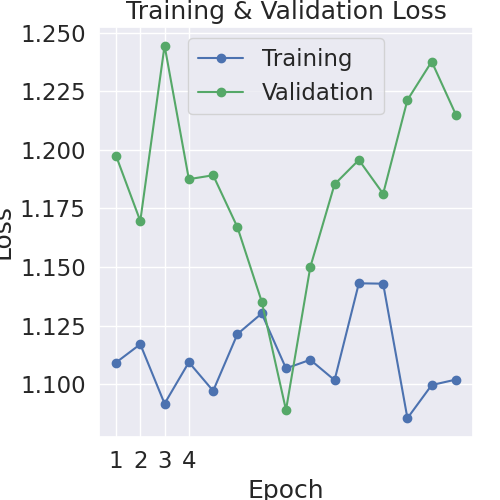 Training & Validation Loss
1.250
1.225
1.200
1.175
1.150
1.125
1.100
Training
Validation
Loss
1 2 3 4
Epoch